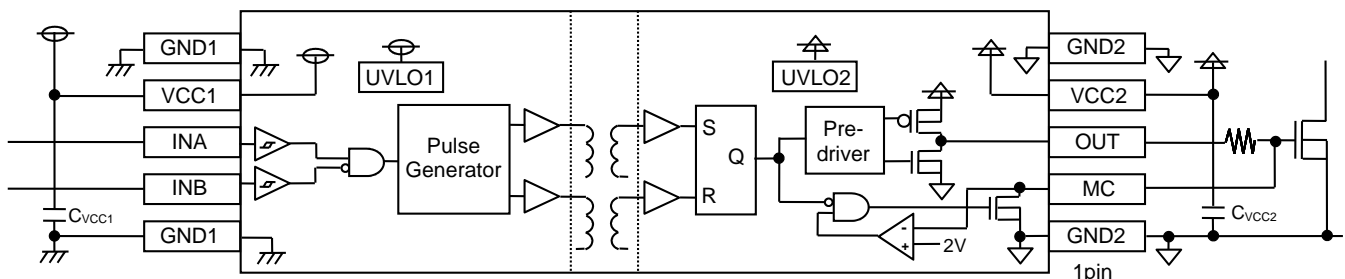 GND1
VCC1
INA
INB
GND1
CVCC1
UVLO1
Pulse
Generator
S
R
Q
UVLO2
Pre-
driver
-
+
2V
GND2
VCC2
OUT
MC
GND2
1pin
CVCC2